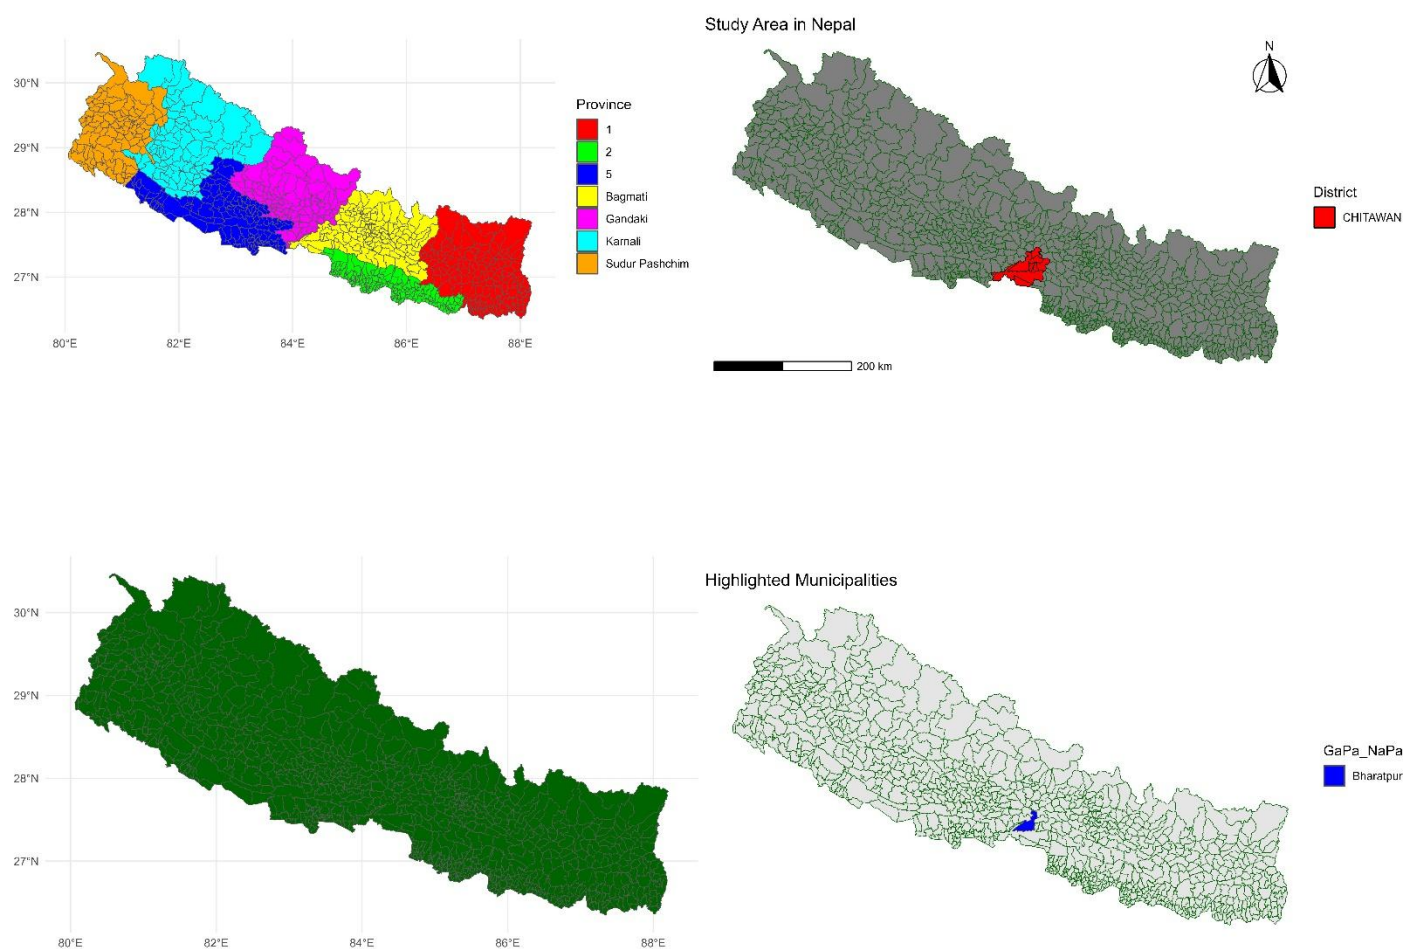 30°N
29°N
28°N
27°N
80°E
82°E
84°E
86°E
88°E
Province
1
2
5
Bagmati
Gandaki
Karnali
Sudur Pashchim
Study Area in Nepal
N
District
CHITAWAN
200 km
30°N
29°N
28°N
27°N
80°E
82°E
84°E
86°E
88°E
Highlighted Municipalities
GaPa_NaPa
Bharatpur